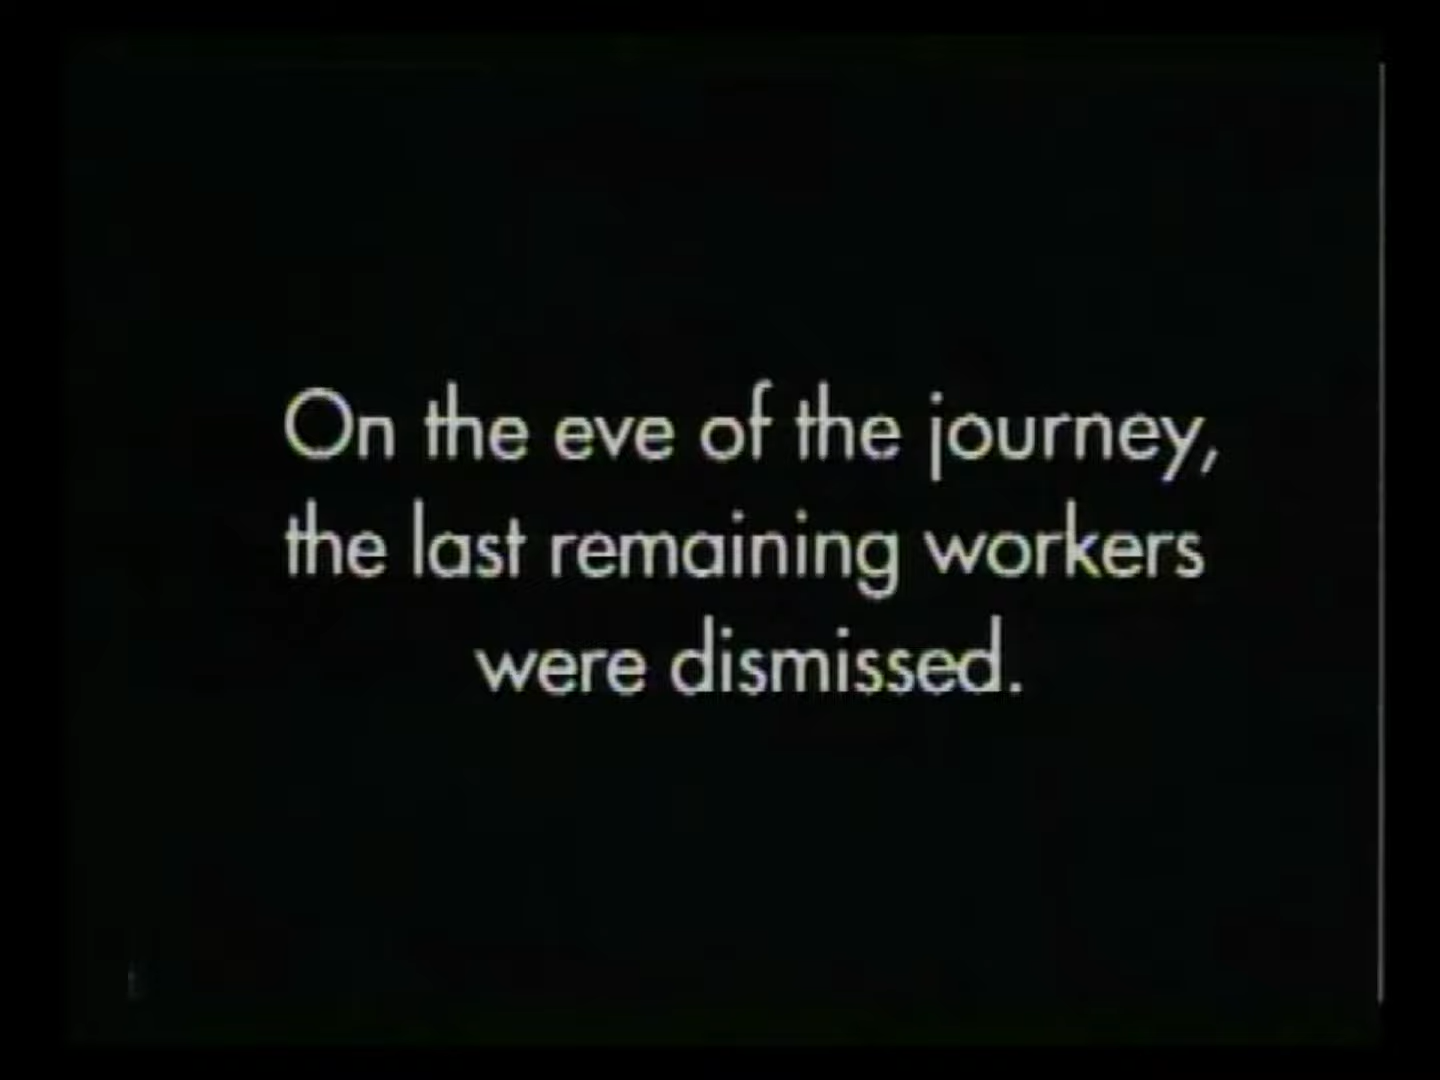 On the eve of the journey,
the last remaining workers
were dismissed.